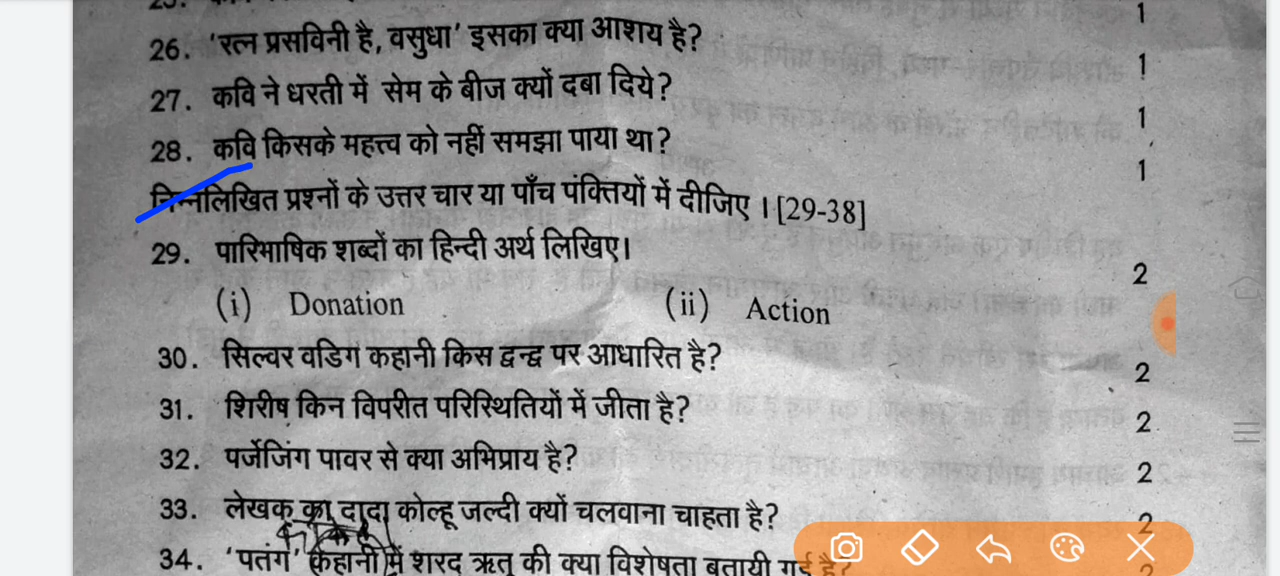 26. 'रत्न प्रसविनी है, वसुधा' इसका क्या आशय है? 1
27. कवि ने धरती में सेम के बीज क्यों दबा दिये? 1
28. कवि किसके महत्त्व को नहीं समझा पाया था? 1
निम्नलिखित प्रश्नों के उत्तर चार या पाँच पंक्तियों में दीजिए । [29-38] 1
29. पारिभाषिक शब्दों का हिन्दी अर्थ लिखिए। 2
(i) Donation (ii) Action
30. सिल्वर वडिग कहानी किस द्वन्द्व पर आधारित है? 2
31. शिरीष किन विपरीत परिस्थितियों में जीता है? 2
32. पर्जेजिंग पावर से क्या अभिप्राय है? 2
33. लेखक का दादा कोल्हू जल्दी क्यों चलवाना चाहता है? 2
34. 'पतंग' कहानी में शरद ऋतु की क्या विशेषता बतायी गई है?